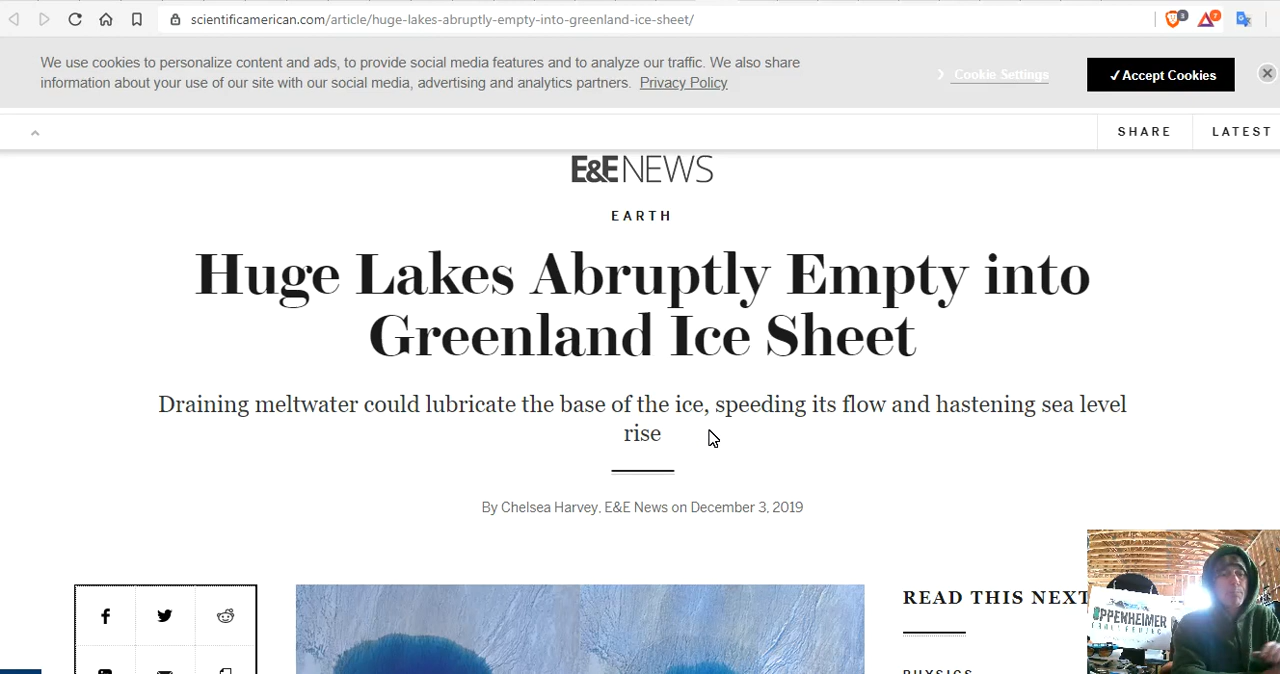 scientificamerican.com/article/huge-lakes-abruptly-empty-into-greenland-ice-sheet/
3
7
We use cookies to personalize content and ads, to provide social media features and to analyze our traffic. We also share
information about your use of our site with our social media, advertising and analytics partners. Privacy Policy
Cookie Settings
✓Accept Cookies
SHARE
LATEST
E&E NEWS
EARTH
Huge Lakes Abruptly Empty into
Greenland Ice Sheet
Draining meltwater could lubricate the base of the ice, speeding its flow and hastening sea level
rise
By Chelsea Harvey, E&E News on December 3, 2019
READ THIS NEXT
PHYSICS